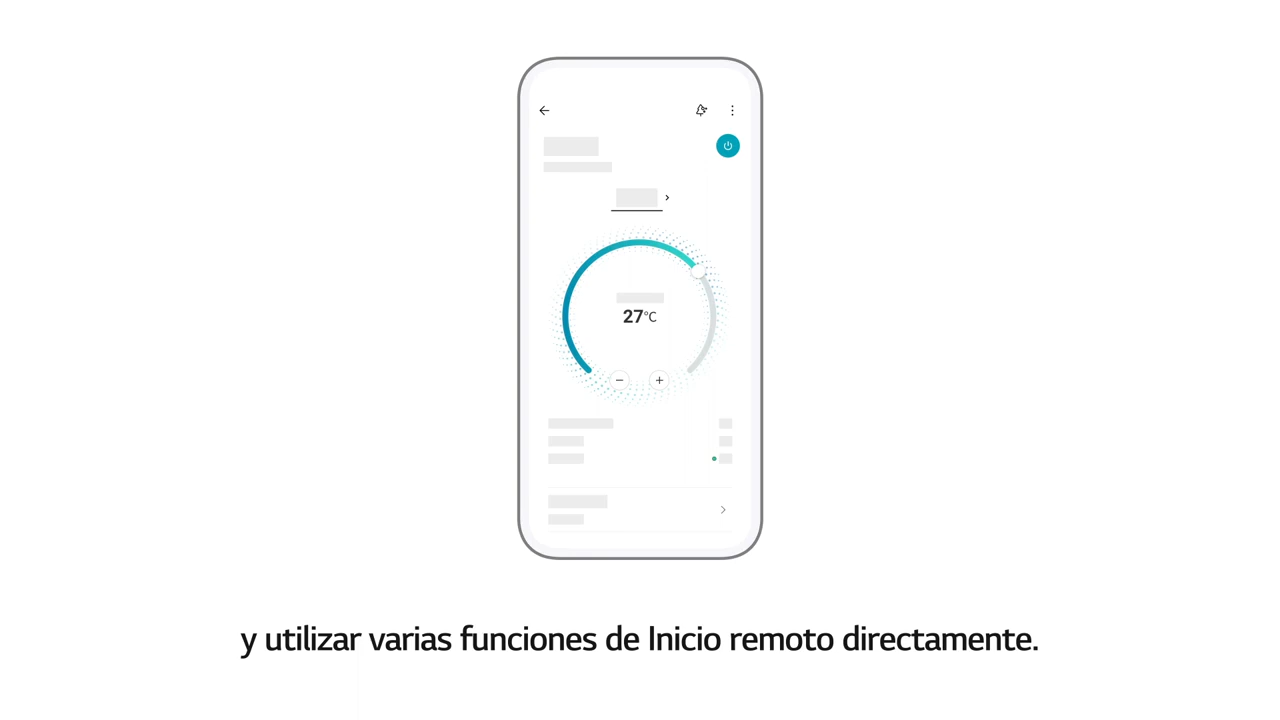 27°C
y utilizar varias funciones de Inicio remoto directamente.